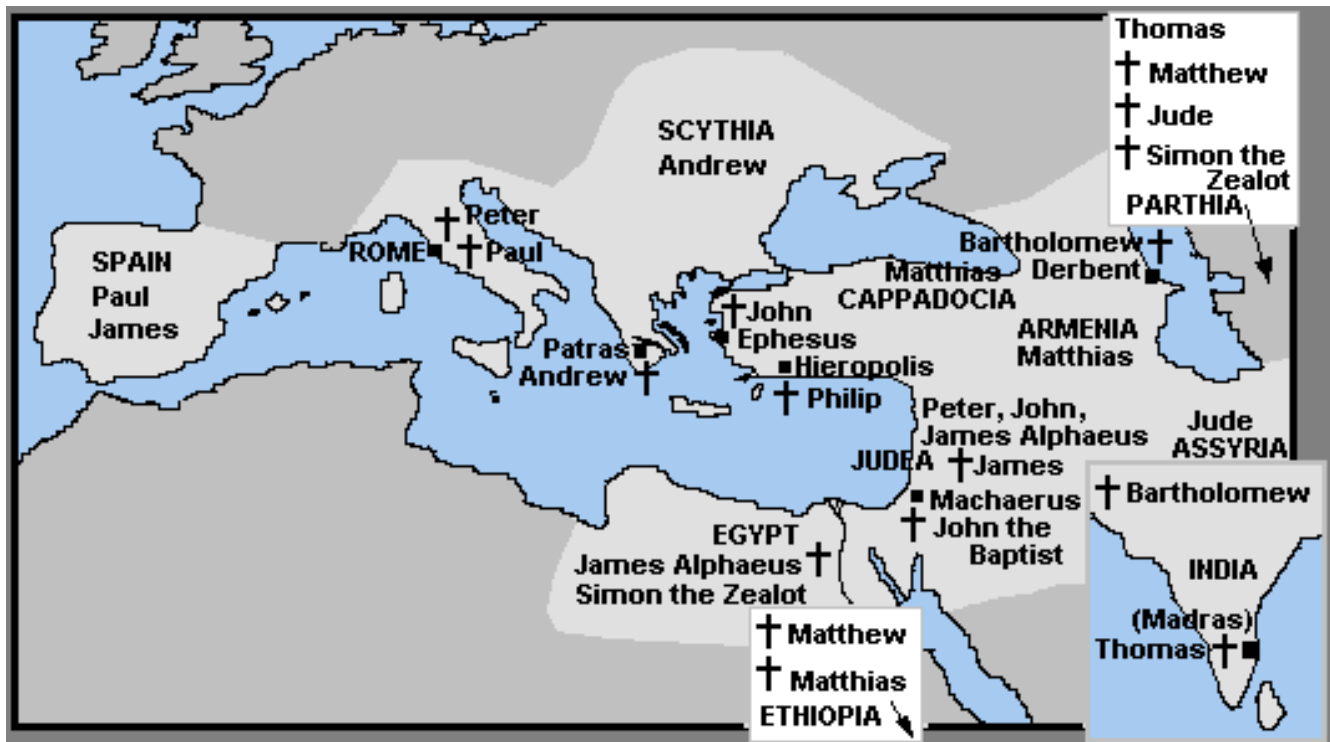 Thomas
Matthew
Jude
Simon the
Zealot
PARTHIA
SCYTHIA
Andrew
Peter
ROME
Paul
SPAIN
Paul
James
Bartholomew
Derbent
Matthias
CAPPADOCIA
John
Ephesus
ARMENIA
Matthias
Patras
Andrew
Hieropolis
Philip
Peter, John,
James Alphaeus
JUDEA
James
Jude
ASSYRIA
Machaerus
John the
Baptist
EGYPT
James Alphaeus
Simon the Zealot
Matthew
Matthias
ETHIOPIA
Bartholomew
INDIA
(Madras)
Thomas